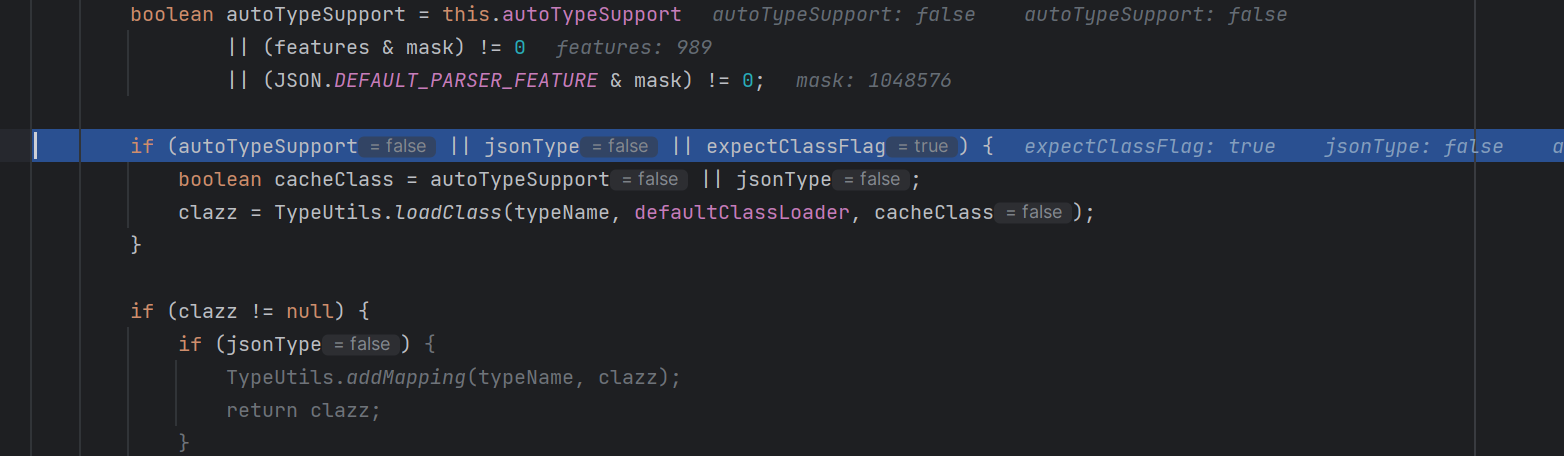 boolean autoTypeSupport = this.autoTypeSupport autoTypeSupport: false autoTypeSupport: false
|| (features & mask) != 0 features: 989
|| (JSON.DEFAULT_PARSER_FEATURE & mask) != 0; mask: 1048576
if (autoTypeSupport = false || jsonType = false || expectClassFlag = true ) { expectClassFlag: true jsonType: false a
boolean cacheClass = autoTypeSupport = false || jsonType = false ;
clazz = TypeUtils.loadClass(typeName, defaultClassLoader, cacheClass = false );
}
if (clazz != null) {
if (jsonType = false ) {
TypeUtils.addMapping(typeName, clazz);
return clazz;
}